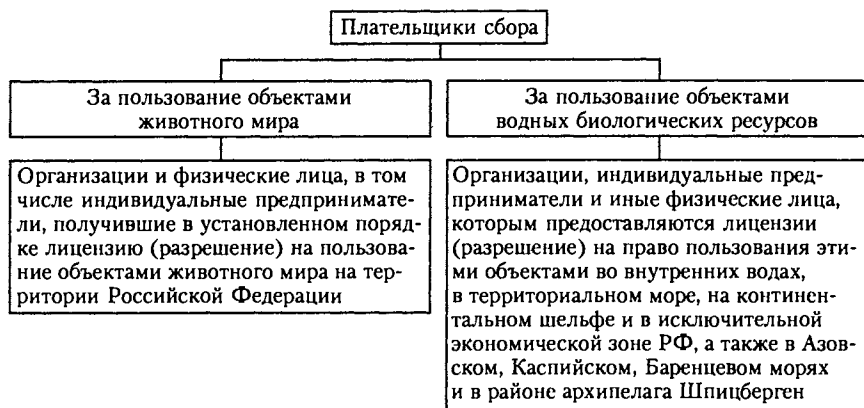 Плательщики сбора
За пользование объектами
животного мира
Организации и физические лица, в том
числе индивидуальные предпринимате-
ли, получившие в установленном поряд-
ке лицензию (разрешение) на пользова-
ние объектами животного мира на тер-
ритории Российской Федерации
За пользование объектами
водных биологических ресурсов
Организации, индивидуальные пред-
приниматели и иные физические лица,
которым предоставляются лицензии
(разрешение) на право пользования эти-
ми объектами во внутренних водах,
в территориальном море, на континен-
тальном шельфе и в исключительной
экономической зоне РФ, а также в Азов-
ском, Каспийском, Баренцевом морях
и в районе архипелага Шпицберген